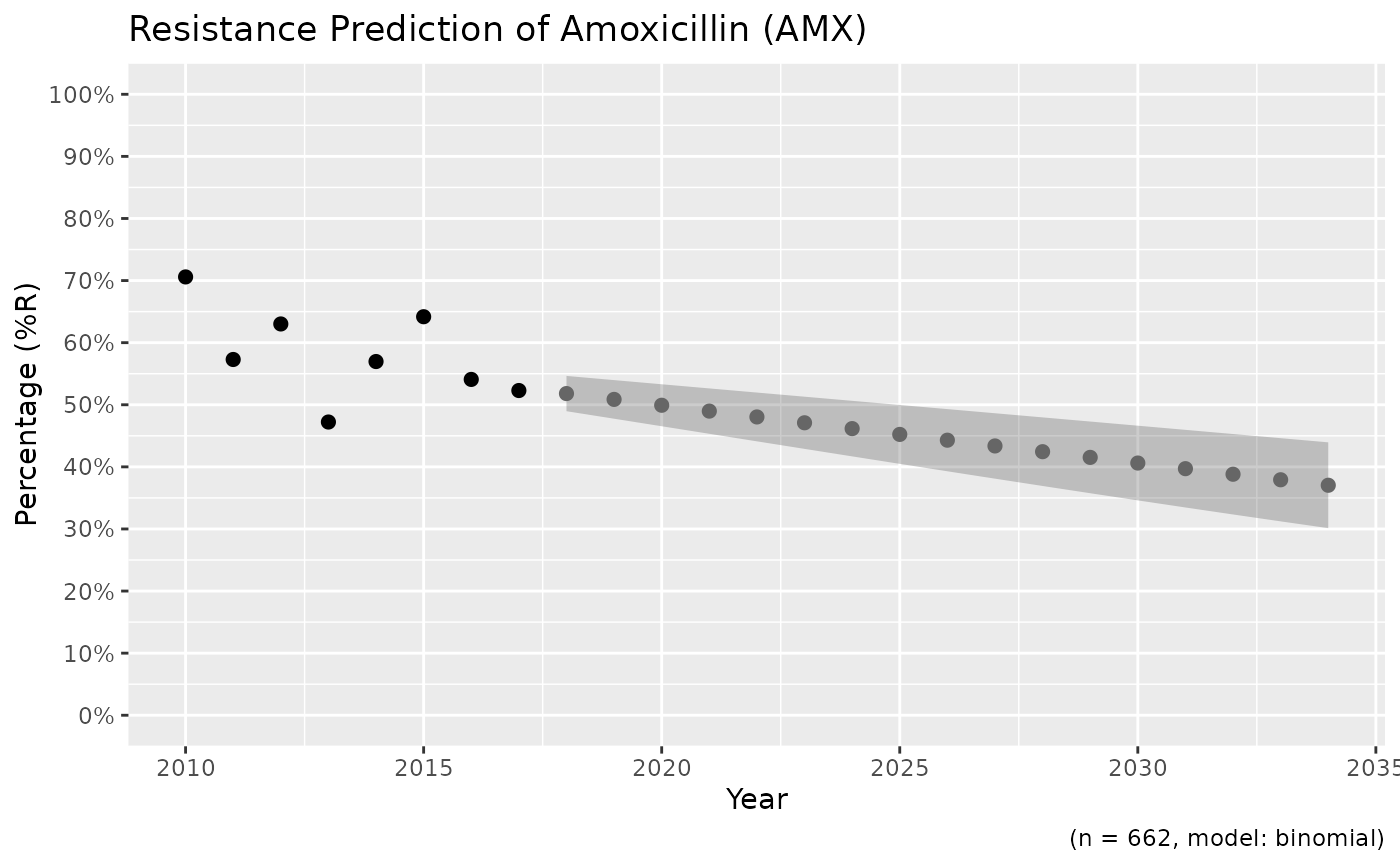 Resistance Prediction of Amoxicillin (AMX)
Percentage (%R)
100%
90%
80%
70%
60%
50%
40%
30%
20%
10%
0%
2010 2015 2020 2025 2030 2035
Year
(n = 662, model: binomial)